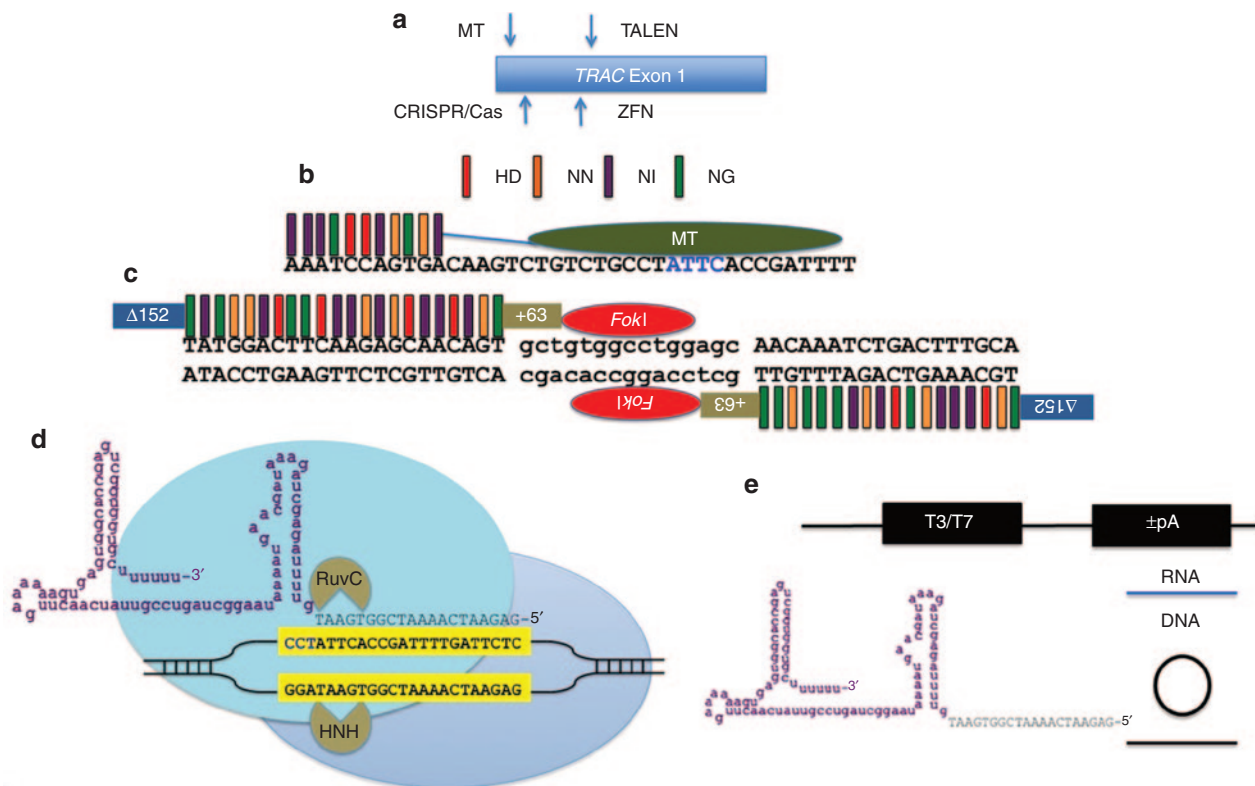 a
MT
TALEN
TRAC Exon 1
CRISPR/Cas
ZFN
b
HD
NN
NI
NG
MT
AAATCCAGTGACAAGTCTGTCTGCCTATTCACCGATTTT
c
Δ152
+63
FokI
TATGGACTTCAAGAGCAACAGT gctgtggcctggagc AACAAATCTGACTTTGCA
ATACCTGAAGTTCTCGTTGTCA cgacaccggacctcg TTGTTTAGACTGAAACGT
FokI
+63
Δ152
d
uuuuu-3′
RuvC
TAAGTGGCTAAAACTAAGAG-5′
CCTATTCACCGATTTTGATTCTC
GGATAAGTGGCTAAAACTAAGAG
HNH
e
T3/T7
±pA
RNA
DNA
uuuuu-3′
TAAGTGGCTAAAACTAAGAG-5′